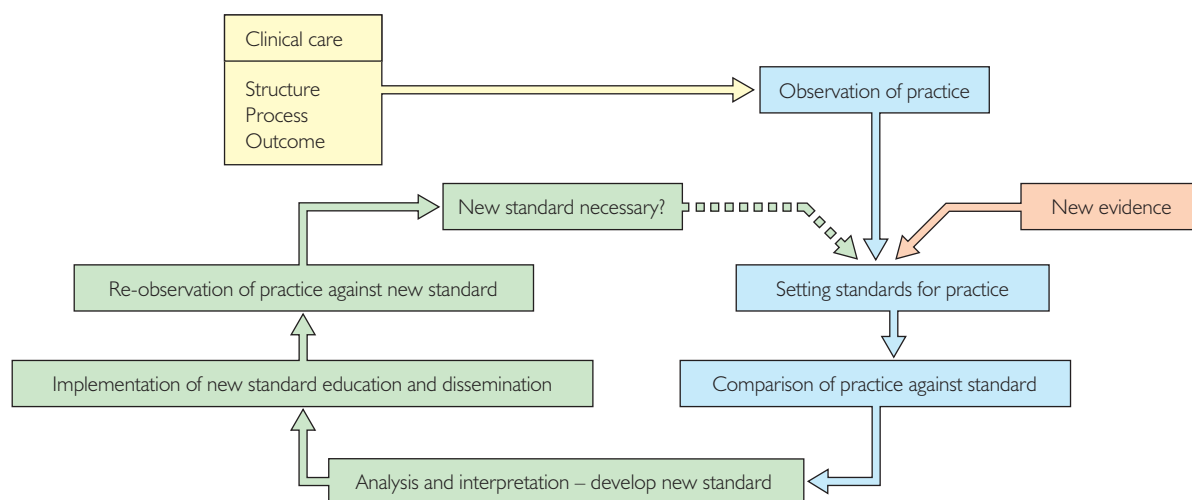 Clinical care
Structure
Process
Outcome
Observation of practice
New standard necessary?
New evidence
Re-observation of practice against new standard
Setting standards for practice
Implementation of new standard education and dissemination
Comparison of practice against standard
Analysis and interpretation – develop new standard